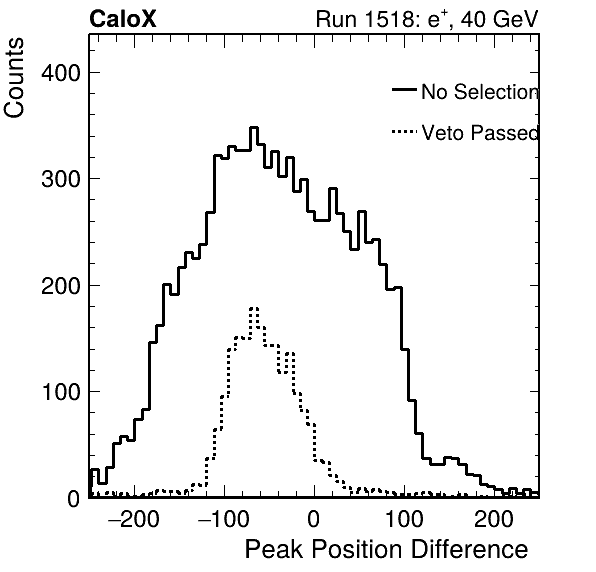 CaloX
Run 1518: e+, 40 GeV
Counts
400
300
200
100
0
No Selection
Veto Passed
−200
−100
0
100
200
Peak Position Difference